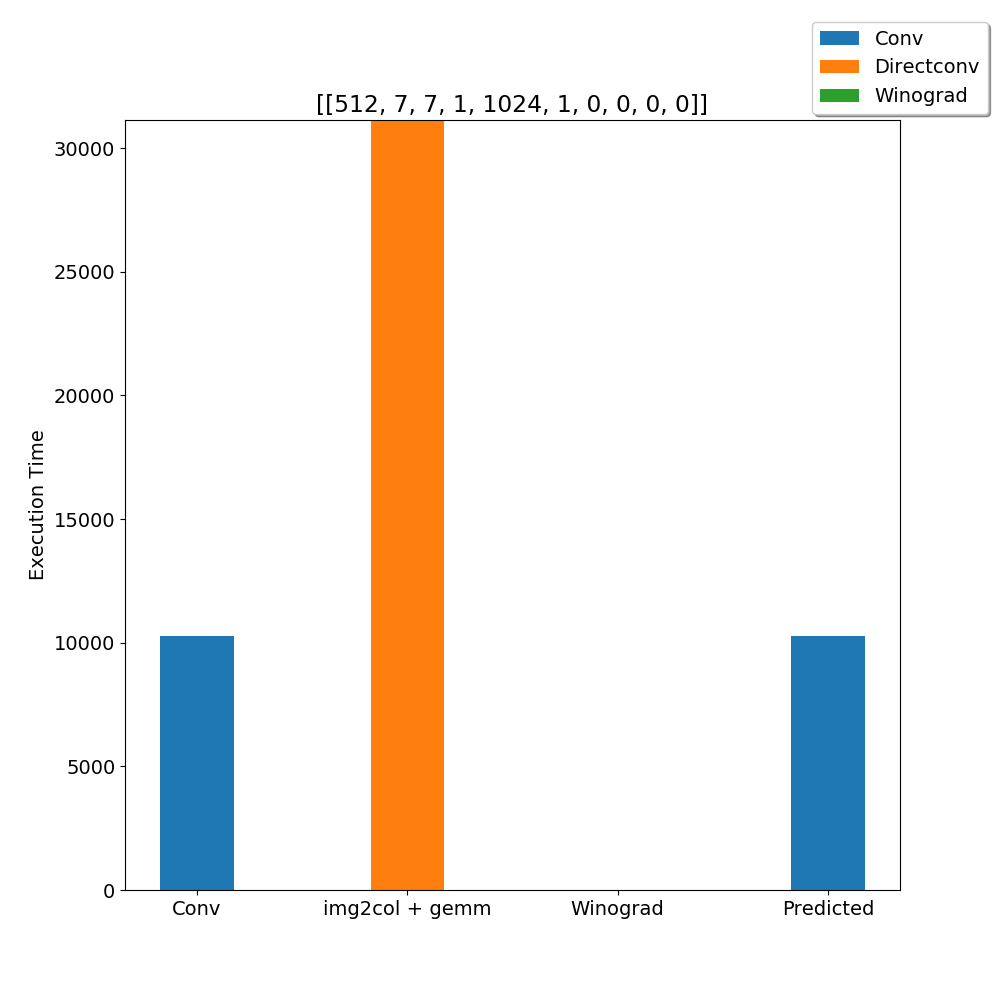 Conv
Directconv
Winograd
[[512, 7, 7, 1, 1024, 1, 0, 0, 0, 0]]
30000
25000
20000
15000
10000
5000
0
Execution Time
Conv
img2col + gemm
Winograd
Predicted